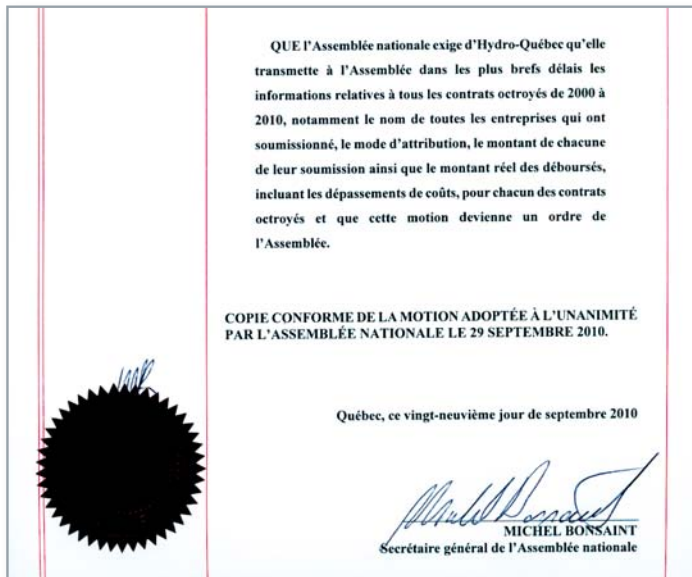 QUE l'Assemblée nationale exige d'Hydro-Québec qu'elle
transmette à l'Assemblée dans les plus brefs délais les
informations relatives à tous les contrats octroyés de 2000 à
2010, notamment le nom de toutes les entreprises qui ont
soumissionné, le mode d'attribution, le montant de chacune
de leur soumission ainsi que le montant réel des déboursés,
incluant les dépassements de coûts, pour chacun des contrats
octroyés et que cette motion devienne un ordre de
l'Assemblée.
COPIE CONFORME DE LA MOTION ADOPTÉE À L'UNANIMITÉ
PAR L'ASSEMBLÉE NATIONALE LE 29 SEPTEMBRE 2010.
Québec, ce vingt-neuvième jour de septembre 2010
Michel Bonsaint
MICHEL BONSAINT
Secrétaire général de l'Assemblée nationale